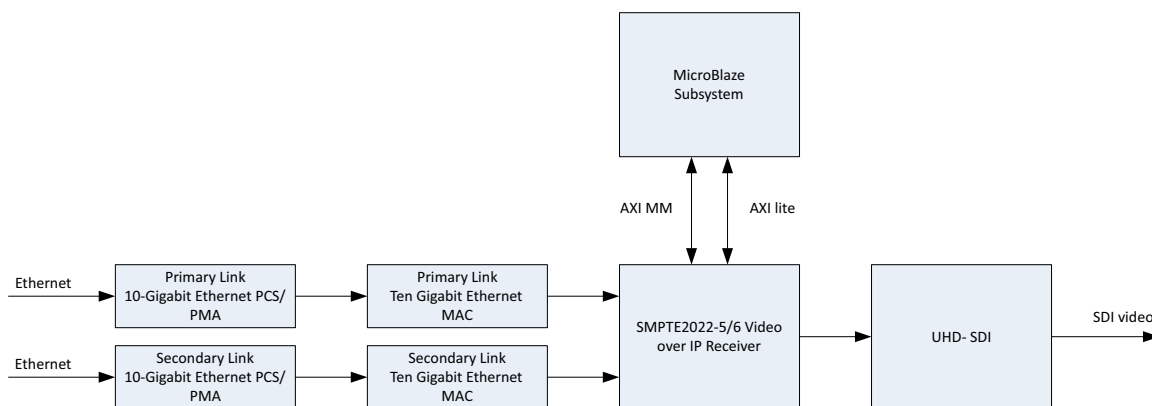 MicroBlaze
Subsystem
AXI MM
AXI lite
Ethernet
Primary Link
10-Gigabit Ethernet PCS/
PMA
Primary Link
Ten Gigabit Ethernet
MAC
Ethernet
Secondary Link
10-Gigabit Ethernet PCS/
PMA
Secondary Link
Ten Gigabit Ethernet
MAC
SMPTE2022-5/6 Video
over IP Receiver
UHD- SDI
SDI video